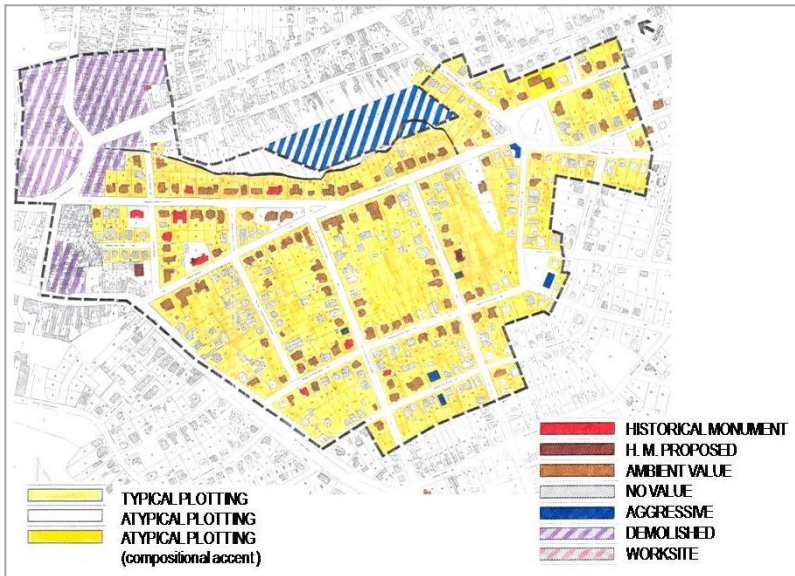 TYPICAL PLOTTING
ATYPICAL PLOTTING
ATYPICAL PLOTTING
(compositional accent)
HISTORICAL MONUMENT
H. M. PROPOSED
AMBIENT VALUE
NO VALUE
AGGRESSIVE
DEMOLISHED
WORKSITE